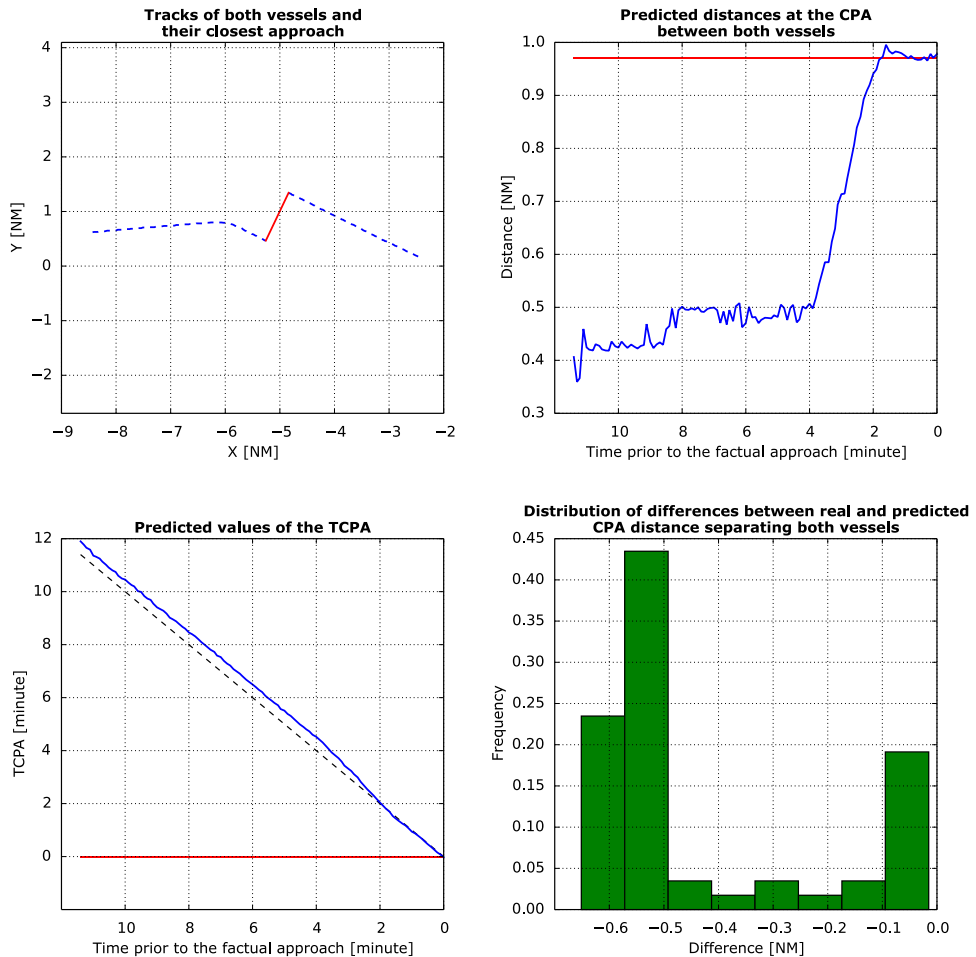 Tracks of both vessels and
their closest approach
4
3
2
1
0
−1
−2
Y [NM]
−9 −8 −7 −6 −5 −4 −3 −2
X [NM]
Predicted distances at the CPA
between both vessels
1.0
0.9
0.8
0.7
0.6
0.5
0.4
0.3
Distance [NM]
10 8 6 4 2 0
Time prior to the factual approach [minute]
Predicted values of the TCPA
12
10
8
6
4
2
0
TCPA [minute]
10 8 6 4 2 0
Time prior to the factual approach [minute]
Distribution of differences between real and predicted
CPA distance separating both vessels
0.45
0.40
0.35
0.30
0.25
0.20
0.15
0.10
0.05
0.00
Frequency
−0.6 −0.5 −0.4 −0.3 −0.2 −0.1 0.0
Difference [NM]